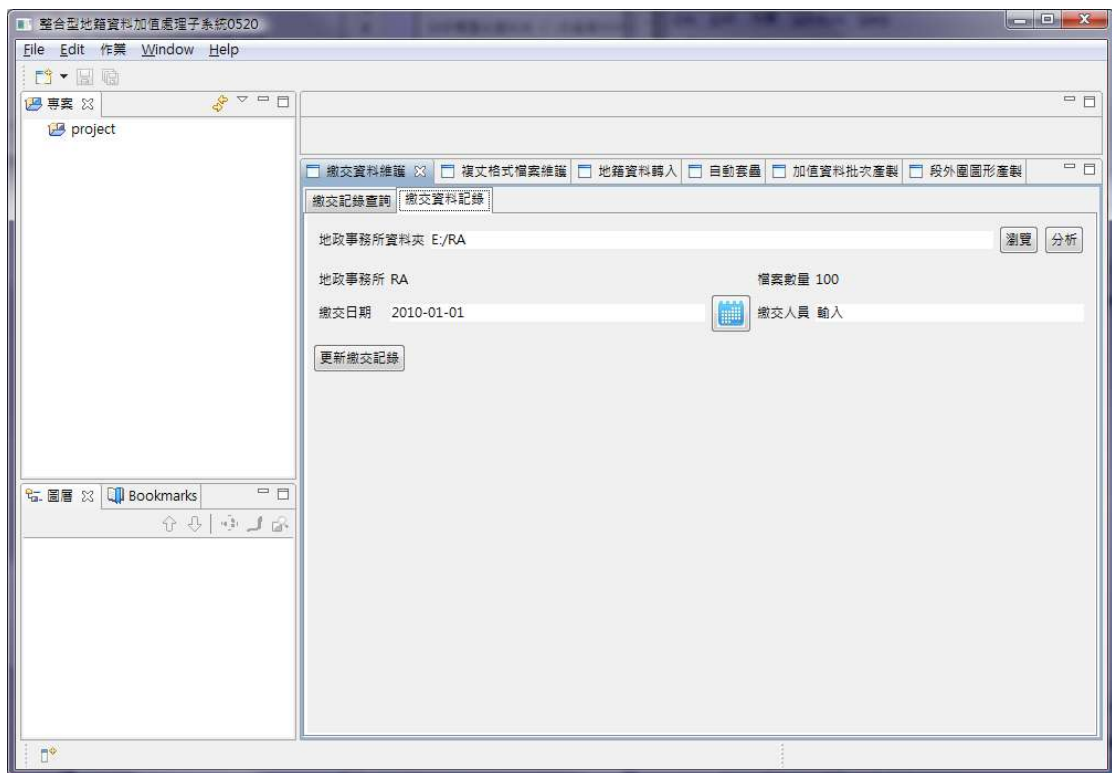 整合型地籍資料加值處理子系統0520
File Edit 作業 Window Help
專案
project
繳交資料維護 複丈格式檔案維護 地籍資料轉入 自動套疊 加值資料批次產製 段外圍圖形產製
繳交記錄查詢 繳交資料記錄
地政事務所資料夾 E:/RA 瀏覽 分析
地政事務所 RA 檔案數量 100
繳交日期 2010-01-01 繳交人員 輸入
更新繳交記錄
圖層 Bookmarks